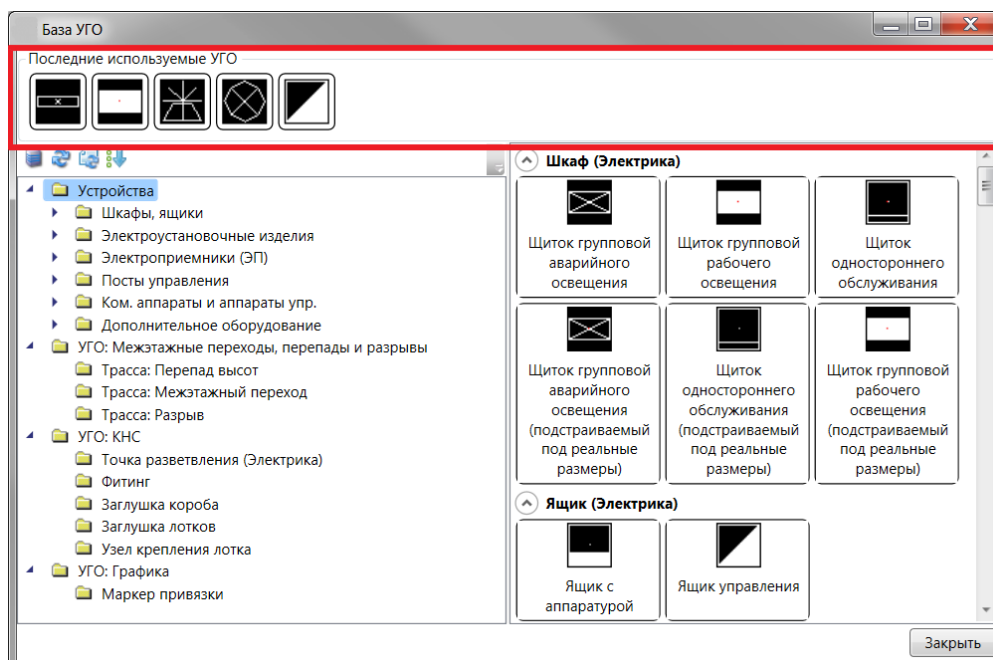 База УГО
Последние используемые УГО
Устройства
Шкафы, ящики
Электроустановочные изделия
Электроприемники (ЭП)
Посты управления
Ком. аппараты и аппараты упр.
Дополнительное оборудование
УГО: Межэтажные переходы, перепады и разрывы
Трасса: Перепад высот
Трасса: Межэтажный переход
Трасса: Разрыв
УГО: КНС
Точка разветвления (Электрика)
Фитинг
Заглушка короба
Заглушка лотков
Узел крепления лотка
УГО: Графика
Маркер привязки
Шкаф (Электрика)
Щиток групповой
аварийного
освещения
Щиток групповой
рабочего
освещения
Щиток
одностороннего
обслуживания
Щиток групповой
аварийного
освещения
(подстраиваемый
под реальные
размеры)
Щиток
одностороннего
обслуживания
(подстраиваемый
под реальные
размеры)
Щиток групповой
рабочего
освещения
(подстраиваемый
под реальные
размеры)
Ящик (Электрика)
Ящик с
аппаратурой
Ящик управления
Закрыть